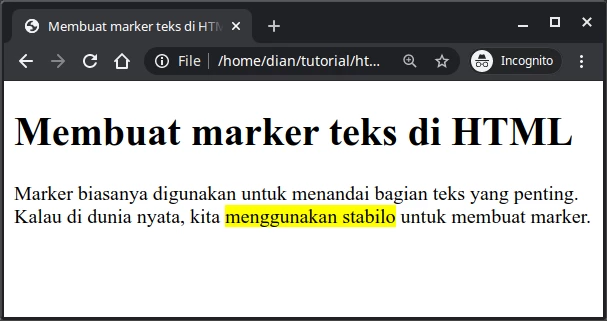 Membuat marker teks di HTM
File /home/dian/tutorial/ht... Incognito
Membuat marker teks di HTML
Marker biasanya digunakan untuk menandai bagian teks yang penting.
Kalau di dunia nyata, kita menggunakan stabilo untuk membuat marker.